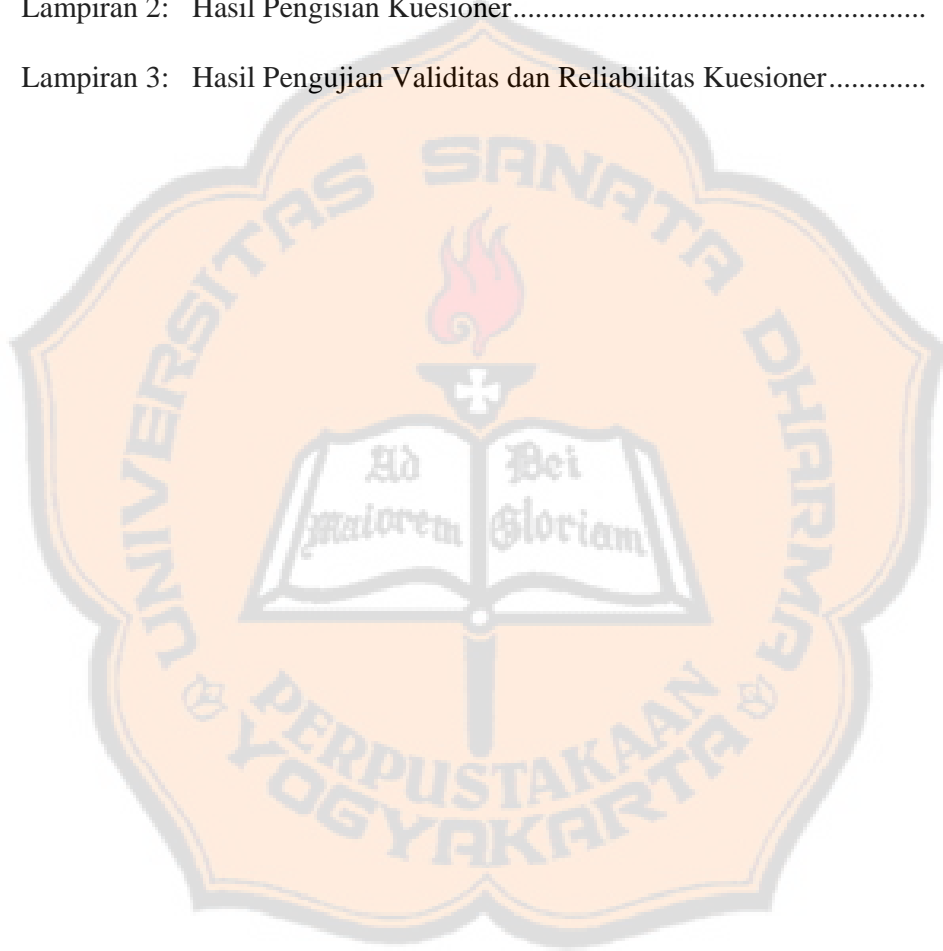 Lampiran 2: Hasil Pengisian Kuesioner.......................................................
Lampiran 3: Hasil Pengujian Validitas dan Reliabilitas Kuesioner.............
UNIVERSITAS SANATA DHARMA
Ad Dei
maiorem Gloriam
PERPUSTAKAAN
YOGYAKARTA